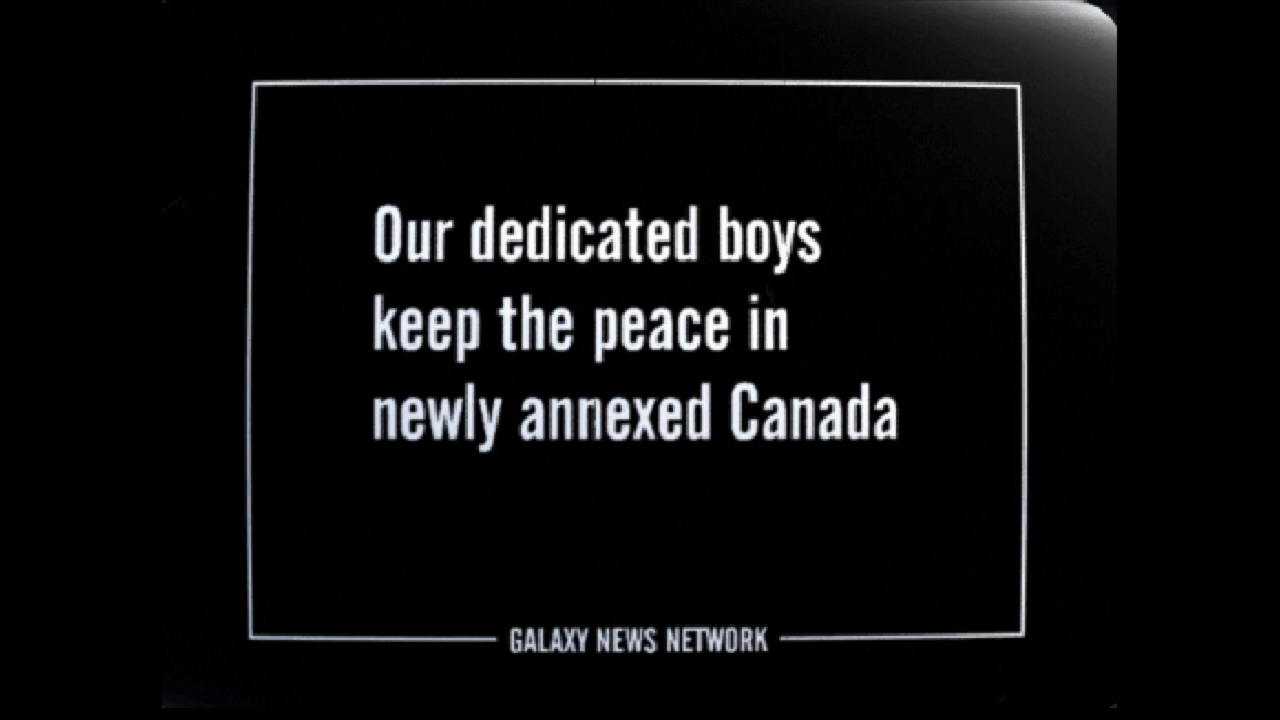 Our dedicated boys
keep the peace in
newly annexed Canada
GALAXY NEWS NETWORK